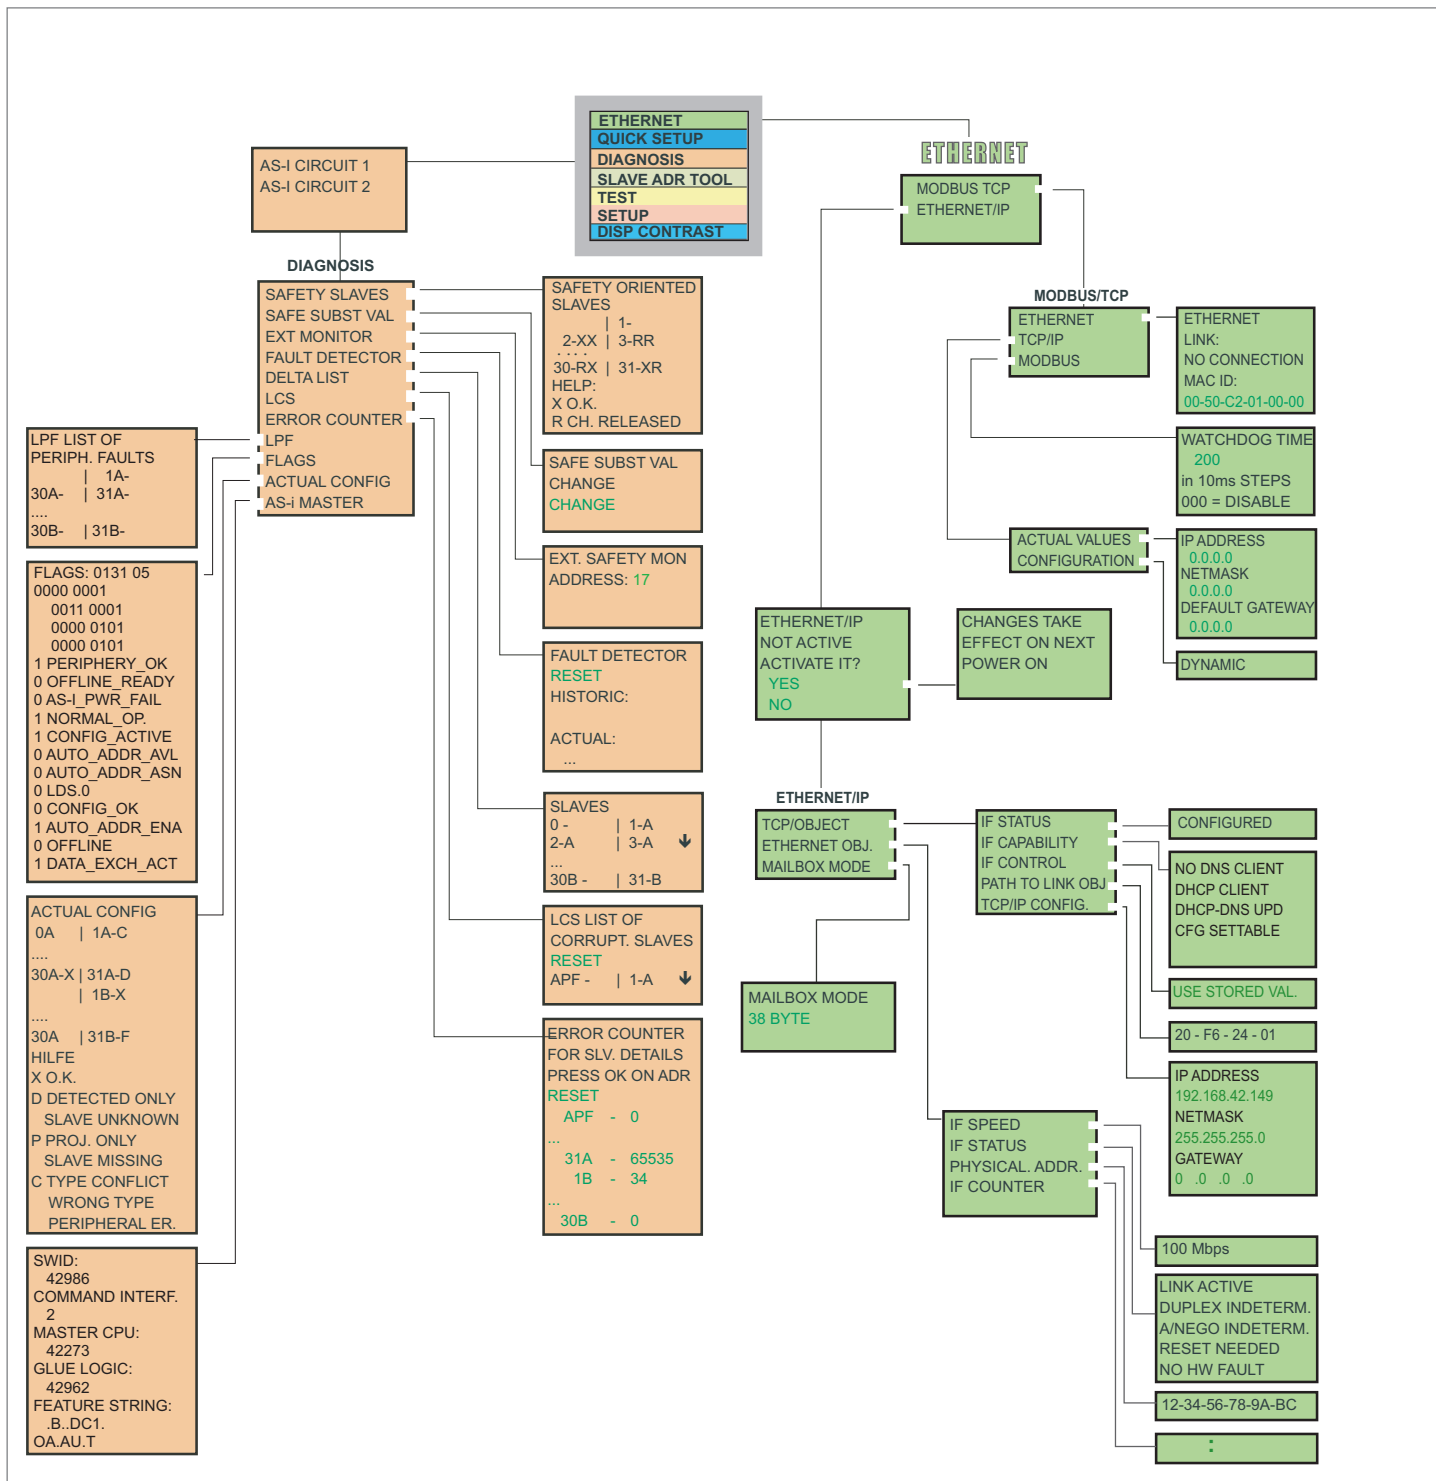 ETHERNET
QUICK SETUP
DIAGNOSIS
SLAVE ADR TOOL
TEST
SETUP
DISP CONTRAST
AS-I CIRCUIT 1
AS-I CIRCUIT 2
DIAGNOSIS
SAFETY SLAVES
SAFE SUBST VAL
EXT MONITOR
FAULT DETECTOR
DELTA LIST
LCS
ERROR COUNTER
LPF
FLAGS
ACTUAL CONFIG
AS-i MASTER
LPF LIST OF
PERIPH. FAULTS
| 1A-
30A- | 31A-
....
30B- | 31B-
FLAGS: 0131 05
0000 0001
0011 0001
0000 0101
0000 0101
1 PERIPHERY_OK
0 OFFLINE_READY
0 AS-I_PWR_FAIL
1 NORMAL_OP.
1 CONFIG_ACTIVE
0 AUTO_ADDR_AVL
0 AUTO_ADDR_ASN
0 LDS.0
0 CONFIG_OK
1 AUTO_ADDR_ENA
0 OFFLINE
1 DATA_EXCH_ACT
ACTUAL CONFIG
0A | 1A-C
....
30A-X | 31A-D
| 1B-X
....
30A | 31B-F
HILFE
X O.K.
D DETECTED ONLY
SLAVE UNKNOWN
P PROJ. ONLY
SLAVE MISSING
C TYPE CONFLICT
WRONG TYPE
PERIPHERAL ER.
SWID:
42986
COMMAND INTERF.
2
MASTER CPU:
42273
GLUE LOGIC:
42962
FEATURE STRING:
.B..DC1.
OA.AU.T
SAFETY ORIENTED
SLAVES
| 1-
2-XX | 3-RR
. . . .
30-RX | 31-XR
HELP:
X O.K.
R CH. RELEASED
SAFE SUBST VAL
CHANGE
CHANGE
EXT. SAFETY MON
ADDRESS: 17
FAULT DETECTOR
RESET
HISTORIC:
ACTUAL:
...
SLAVES
0 - | 1-A
2-A | 3-A 🡻
...
30B - | 31-B
LCS LIST OF
CORRUPT. SLAVES
RESET
APF - | 1-A 🡻
ERROR COUNTER
FOR SLV. DETAILS
PRESS OK ON ADR
RESET
APF - 0
...
31A - 65535
1B - 34
...
30B - 0
ETHERNET
MODBUS TCP
ETHERNET/IP
MODBUS/TCP
ETHERNET
TCP/IP
MODBUS
ETHERNET
LINK:
NO CONNECTION
MAC ID:
00-50-C2-01-00-00
WATCHDOG TIME
200
in 10ms STEPS
000 = DISABLE
ACTUAL VALUES
CONFIGURATION
IP ADDRESS
0.0.0.0
NETMASK
0.0.0.0
DEFAULT GATEWAY
0.0.0.0
DYNAMIC
ETHERNET/IP
NOT ACTIVE
ACTIVATE IT?
YES
NO
CHANGES TAKE
EFFECT ON NEXT
POWER ON
ETHERNET/IP
TCP/OBJECT
ETHERNET OBJ.
MAILBOX MODE
MAILBOX MODE
38 BYTE
IF STATUS
IF CAPABILITY
IF CONTROL
PATH TO LINK OBJ
TCP/IP CONFIG.
CONFIGURED
NO DNS CLIENT
DHCP CLIENT
DHCP-DNS UPD
CFG SETTABLE
USE STORED VAL.
20 - F6 - 24 - 01
IP ADDRESS
192.168.42.149
NETMASK
255.255.255.0
GATEWAY
0 .0 .0 .0
IF SPEED
IF STATUS
PHYSICAL. ADDR.
IF COUNTER
100 Mbps
LINK ACTIVE
DUPLEX INDETERM.
A/NEGO INDETERM.
RESET NEEDED
NO HW FAULT
12-34-56-78-9A-BC
: